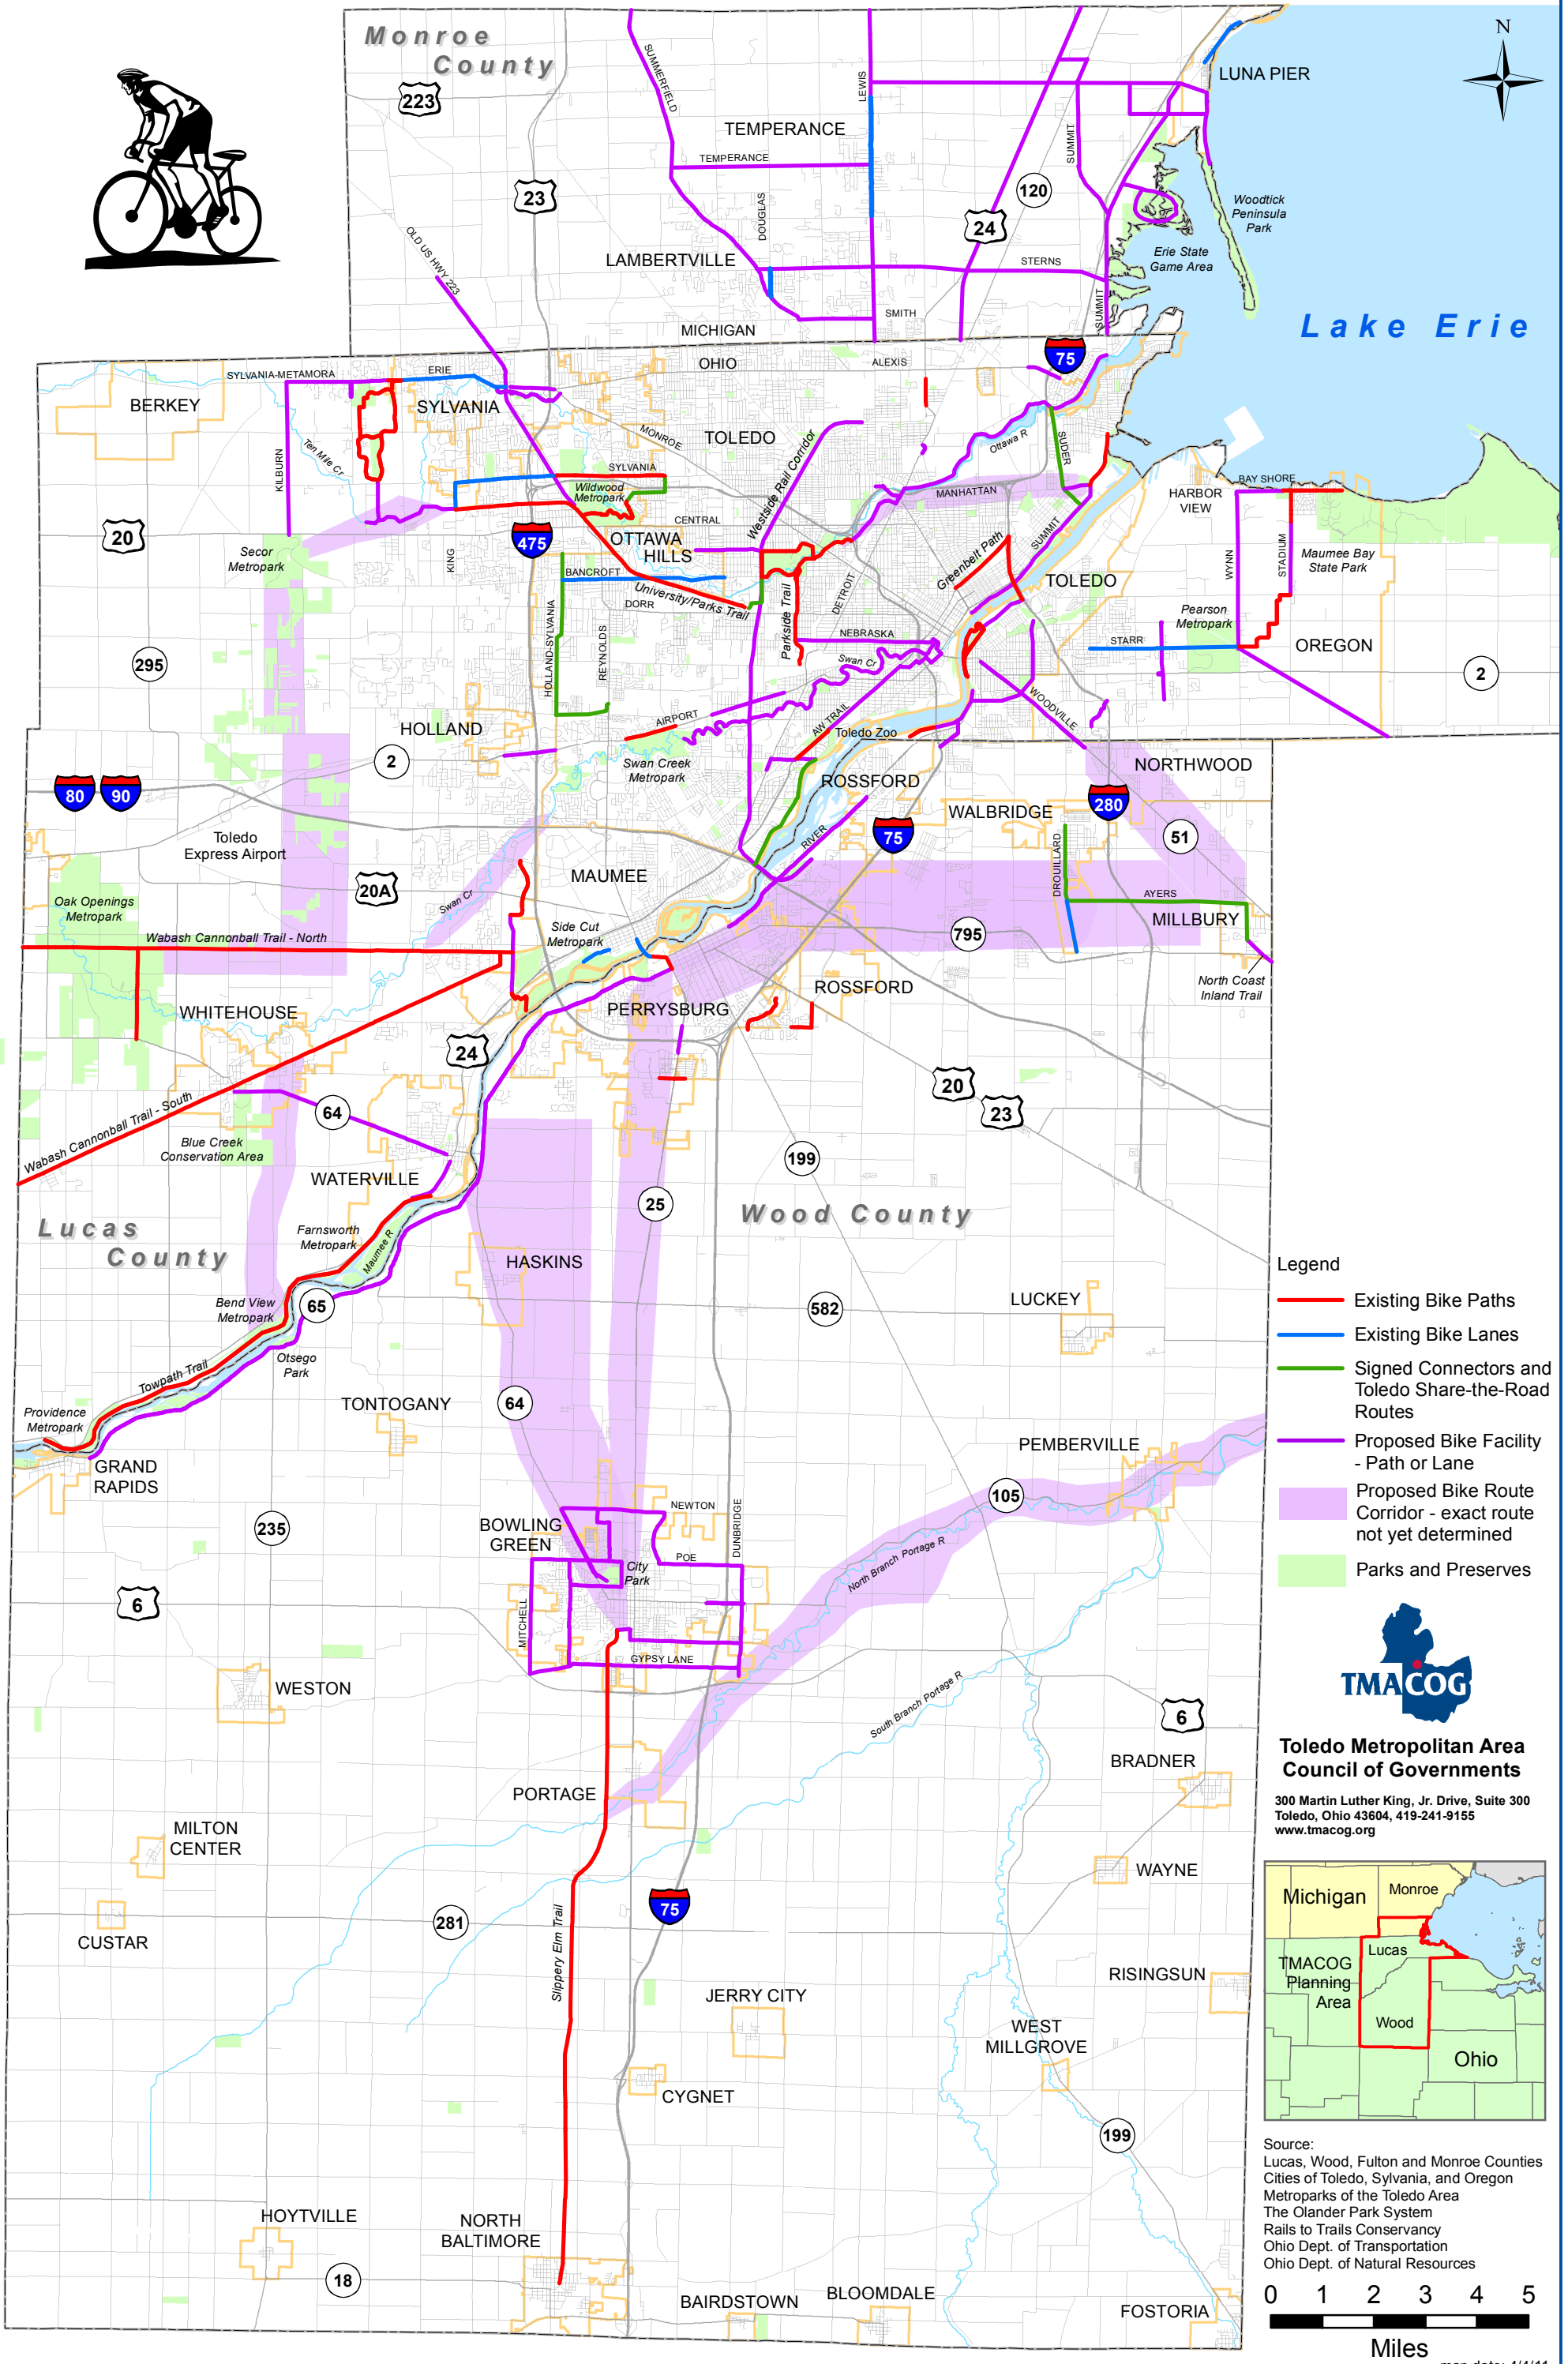 Monroe
County
223
SUMMERFIELD
LEWIS
LUNA PIER
N
TEMPERANCE
TEMPERANCE
SUMMIT
23
120
24
DOUGLAS
Woodtick
Peninsula
Park
OLD US HWY 223
LAMBERTVILLE
STERNS
Erie State
Game Area
SUMMIT
SMITH
MICHIGAN
OHIO
ALEXIS
75
Lake Erie
SYLVANIA-METAMORA
ERIE
BERKEY
SYLVANIA
TOLEDO
MONROE
Westside Rail Corridor
Ottawa R
SUDER
KILBURN
Ten Mile Cr
SYLVANIA
Wildwood
Metropark
MANHATTAN
HARBOR
VIEW
BAY SHORE
20
Secor
Metropark
KING
475
CENTRAL
OTTAWA
HILLS
SUMMIT
Greenbelt Path
WYNN
STADIUM
Maumee Bay
State Park
BANCROFT
DORR
University/Parks Trail
Parkside Trail
DETROIT
TOLEDO
Pearson
Metropark
295
HOLLAND-SYLVANIA
REYNOLDS
NEBRASKA
Swan Cr
STARR
OREGON
2
HOLLAND
2
AIRPORT
AW TRAIL
Toledo Zoo
WOODVILLE
Swan Creek
Metropark
NORTHWOOD
80
90
ROSSFORD
WALBRIDGE
280
Toledo
Express Airport
75
51
RIVER
20A
MAUMEE
DROUILLARD
AYERS
MILLBURY
Oak Openings
Metropark
Swan Cr
Wabash Cannonball Trail - North
Side Cut
Metropark
795
North Coast
Inland Trail
WHITEHOUSE
PERRYSBURG
ROSSFORD
24
20
23
Wabash Cannonball Trail - South
64
Blue Creek
Conservation Area
199
WATERVILLE
25
Lucas
County
Wood County
Farnsworth
Metropark
Maumee R
HASKINS
Bend View
Metropark
65
582
LUCKEY
Towpath Trail
Otsego
Park
Providence
Metropark
TONTOGANY
64
GRAND
RAPIDS
PEMBERVILLE
105
235
NEWTON
BOWLING
GREEN
DUNBRIDGE
POE
City
Park
North Branch Portage R
6
MITCHELL
GYPSY LANE
WESTON
South Branch Portage R
6
BRADNER
PORTAGE
MILTON
CENTER
WAYNE
CUSTAR
281
75
Slippery Elm Trail
RISINGSUN
JERRY CITY
WEST
MILLGROVE
CYGNET
199
HOYTVILLE
NORTH
BALTIMORE
18
BAIRDSTOWN
BLOOMDALE
FOSTORIA
Legend
Existing Bike Paths
Existing Bike Lanes
Signed Connectors and
Toledo Share-the-Road
Routes
Proposed Bike Facility
- Path or Lane
Proposed Bike Route
Corridor - exact route
not yet determined
Parks and Preserves
TMACOG
Toledo Metropolitan Area
Council of Governments
300 Martin Luther King, Jr. Drive, Suite 300
Toledo, Ohio 43604, 419-241-9155
www.tmacog.org
Michigan
Monroe
Lucas
TMACOG
Planning
Area
Wood
Ohio
Source:
Lucas, Wood, Fulton and Monroe Counties
Cities of Toledo, Sylvania, and Oregon
Metroparks of the Toledo Area
The Olander Park System
Rails to Trails Conservancy
Ohio Dept. of Transportation
Ohio Dept. of Natural Resources
0 1 2 3 4 5
Miles
map date: 4/4/11